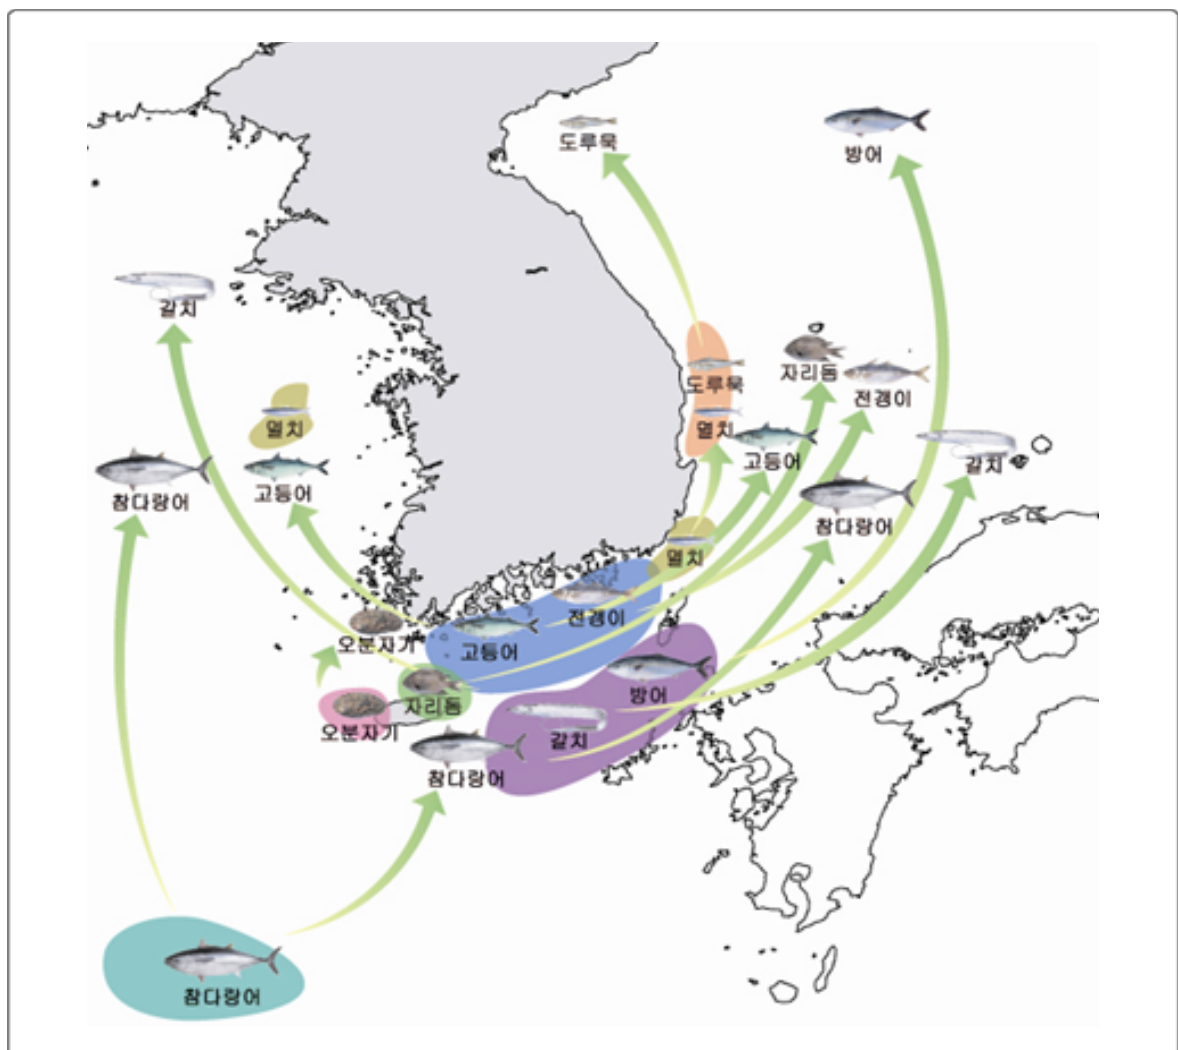 도루묵
방어
갈치
도루묵
자리돔
전갱이
멸치
멸치
고등어
갈치
참다랑어
고등어
참다랑어
멸치
전갱이
오분자기
고등어
방어
자리돔
오분자기
갈치
참다랑어
참다랑어